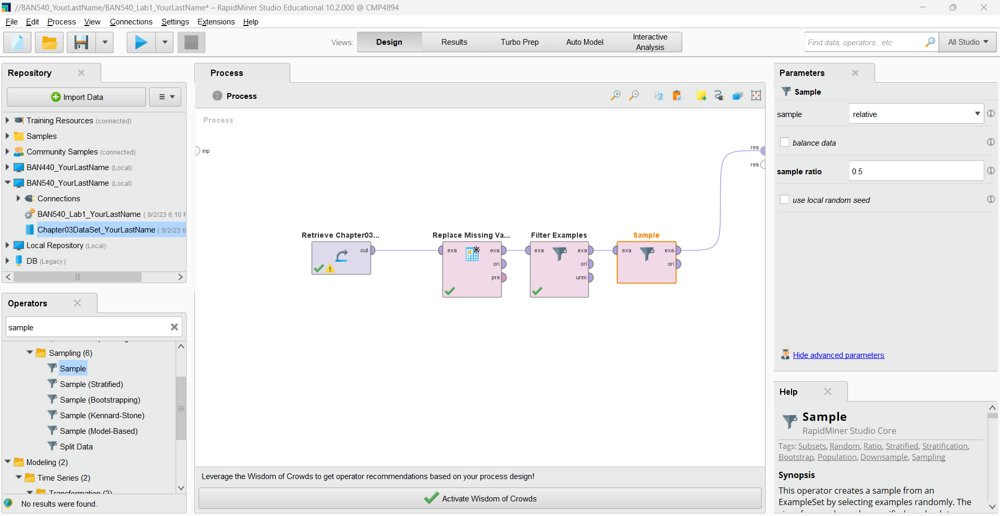 //BAN540_YourLastName/BAN540_Lab1_YourLastName* – RapidMiner Studio Educational 10.2.000 @ CMP4894
File Edit Process View Connections Settings Extensions Help
Views: Design Results Turbo Prep Auto Model Interactive Analysis
Find data, operators...etc All Studio
Repository
Import Data
Training Resources (connected)
Samples
Community Samples (connected)
BAN440_YourLastName (Local)
BAN540_YourLastName (Local)
Connections
BAN540_Lab1_YourLastName ( 9/2/23 6:10
Chapter03DataSet_YourLastName ( 9/2/23 6
Local Repository (Local)
DB (Legacy)
Operators
sample
Sampling (6)
Sample
Sample (Stratified)
Sample (Bootstrapping)
Sample (Kennard-Stone)
Sample (Model-Based)
Split Data
Modeling (2)
Time Series (2)
Transformation (2)
No results were found.
Process
Process
Process
inp
res
res
Retrieve Chapter03...
out
Replace Missing Va...
exa exa
ori
pre
Filter Examples
exa exa
ori
unm
Sample
exa exa
ori
Leverage the Wisdom of Crowds to get operator recommendations based on your process design!
Activate Wisdom of Crowds
Parameters
Sample
sample relative
balance data
sample ratio 0.5
use local random seed
Hide advanced parameters
Help
Sample
RapidMiner Studio Core
Tags: Subsets, Random, Ratio, Stratified, Stratification,
Bootstrap, Population, Downsample, Sampling
Synopsis
This operator creates a sample from an
ExampleSet by selecting examples randomly. The